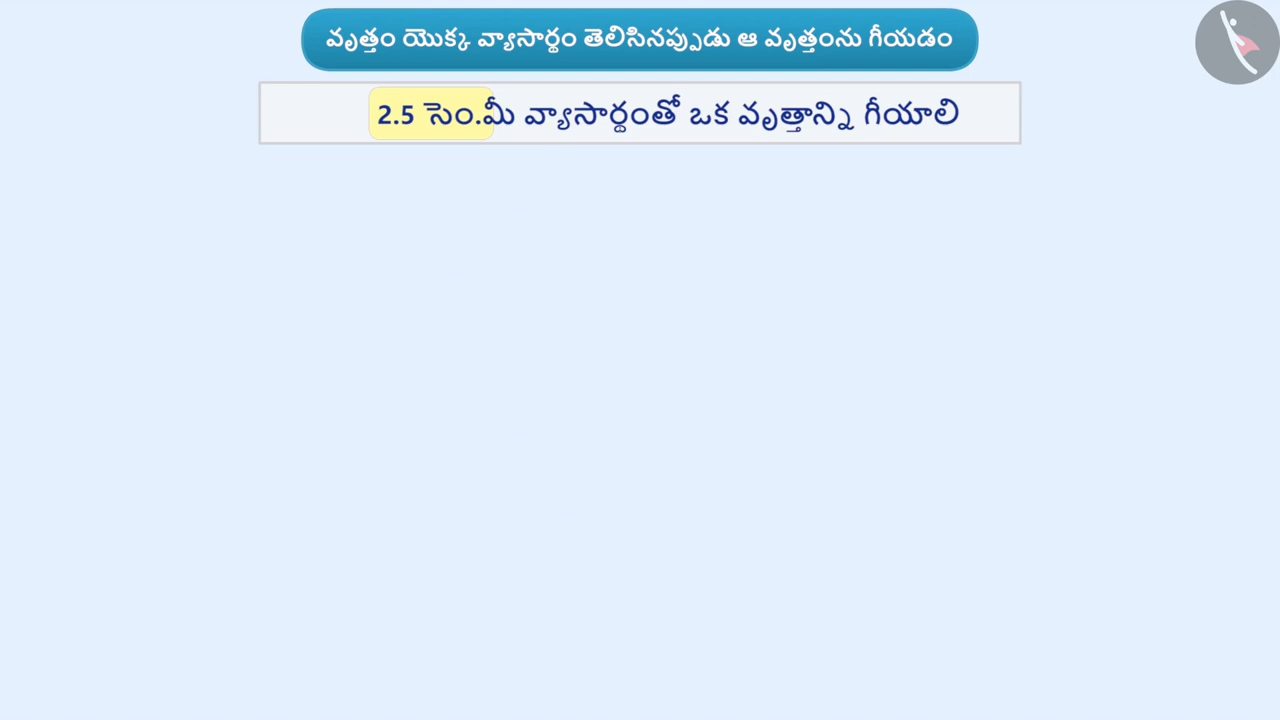 వృత్తం యొక్క వ్యాసార్థం తెలిసినప్పుడు ఆ వృత్తంను గీయడం
2.5 సెం.మీ వ్యాసార్థంతో ఒక వృత్తాన్ని గీయాలి